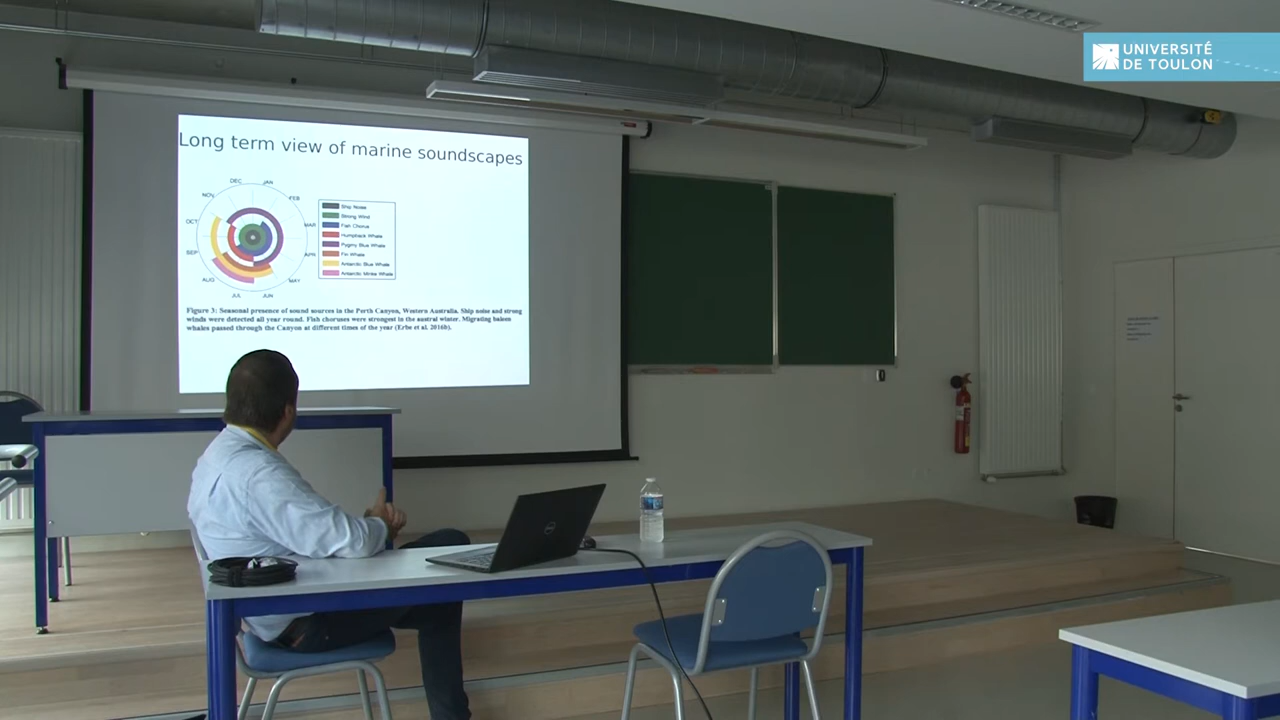 UNIVERSITÉ
DE TOULON
Long term view of marine soundscapes
DEC
JAN
NOV
FEB
OCT
MAR
SEP
APR
AUG
MAY
JUL
JUN
Ship Noise
Strong Wind
Fish Chorus
Humpback Whale
Pygmy Blue Whale
Fin Whale
Antarctic Blue Whale
Antarctic Minke Whale
Figure 3: Seasonal presence of sound sources in the Perth Canyon, Western Australia. Ship noise and strong
winds were detected all year round. Fish choruses were strongest in the austral winter. Migrating baleen
whales passed through the Canyon at different times of the year (Erbe et al. 2016b).
DELL